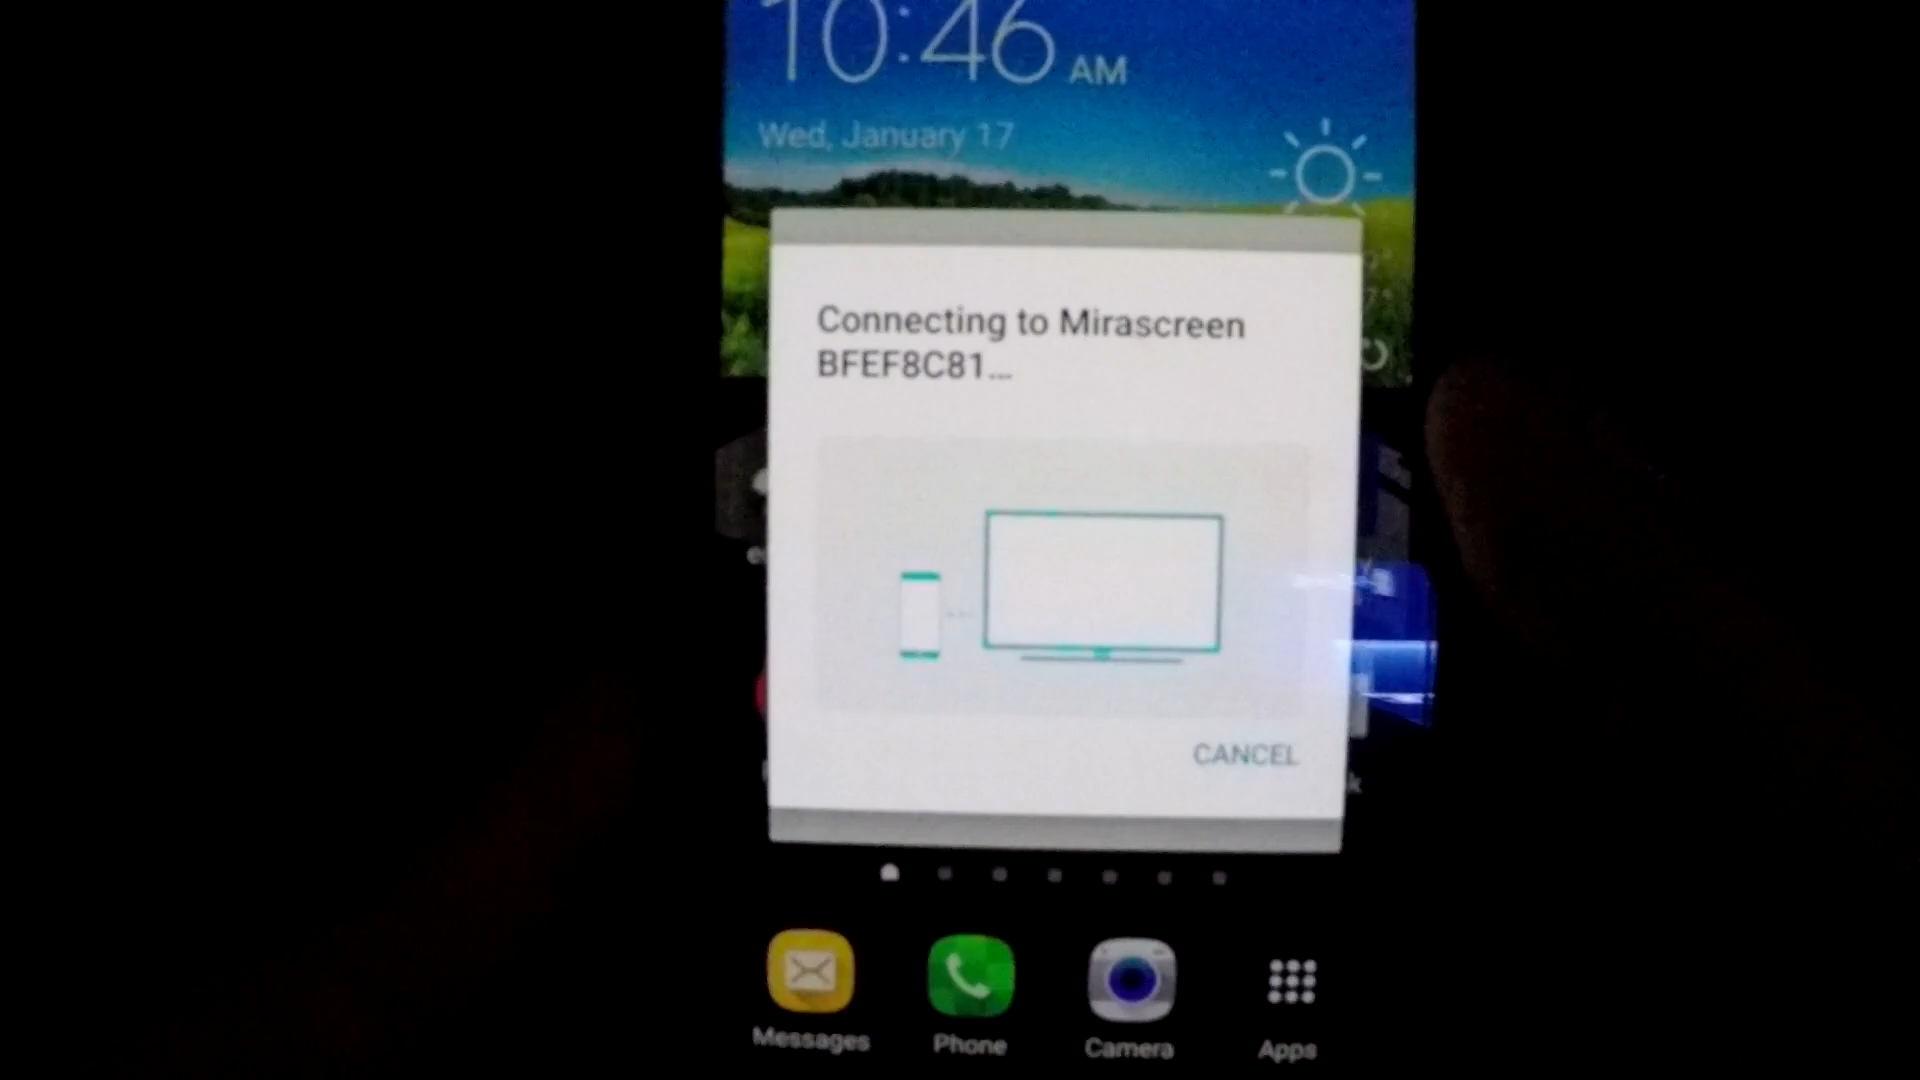 10:46 AM
Wed, January 17
Connecting to Mirascreen
BFEF8C81...
CANCEL
Messages
Phone
Camera
Apps